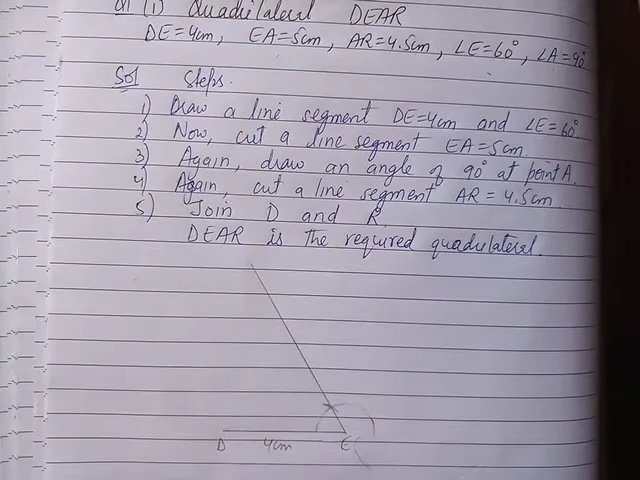 Q1 (i) Quadrilateral DEAR
DE=4cm, EA=5cm, AR=4.5cm, ∠E=60°, ∠A=90°
Sol Steps.
1) Draw a line segment DE=4cm and ∠E=60°.
2) Now, cut a line segment EA=5cm.
3) Again, draw an angle of 90° at point A.
4) Again, cut a line segment AR = 4.5cm.
5) Join D and R.
DEAR is the required quadrilateral.
D 4cm E